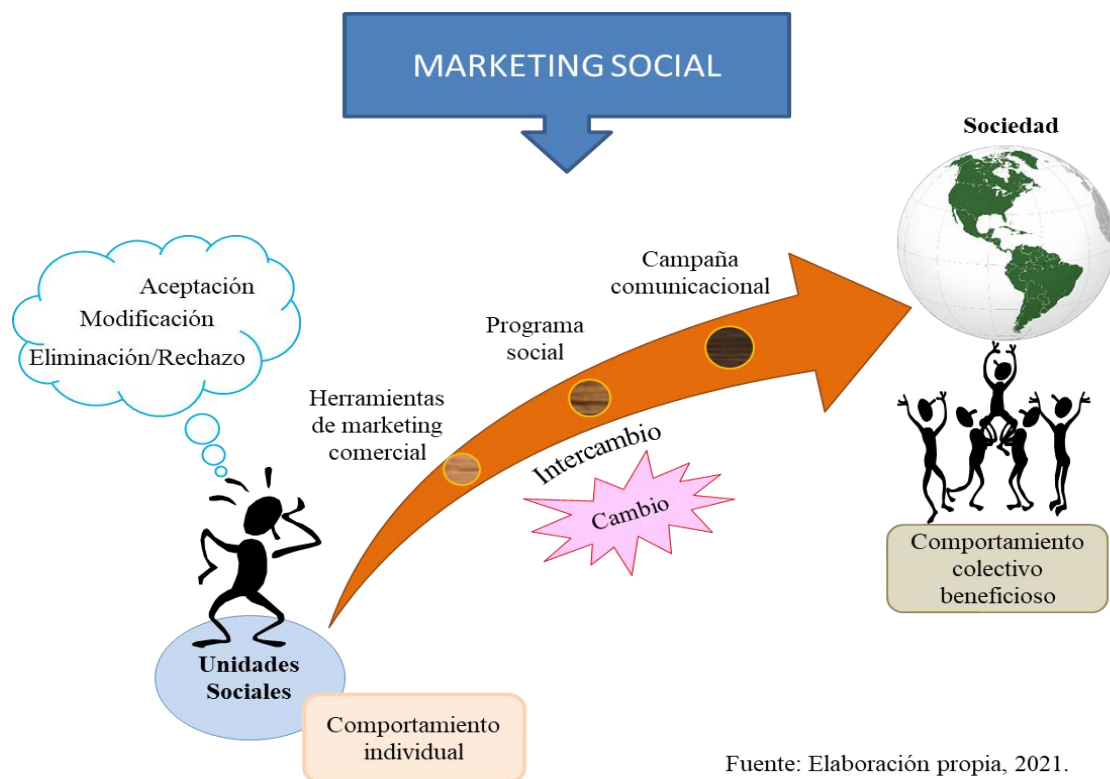 MARKETING SOCIAL
Sociedad
Aceptación
Modificación
Eliminación/Rechazo
Campaña
comunicacional
Programa
social
Herramientas
de marketing
comercial
Intercambio
Cambio
Comportamiento
colectivo
beneficioso
Unidades
Sociales
Comportamiento
individual
Fuente: Elaboración propia, 2021.